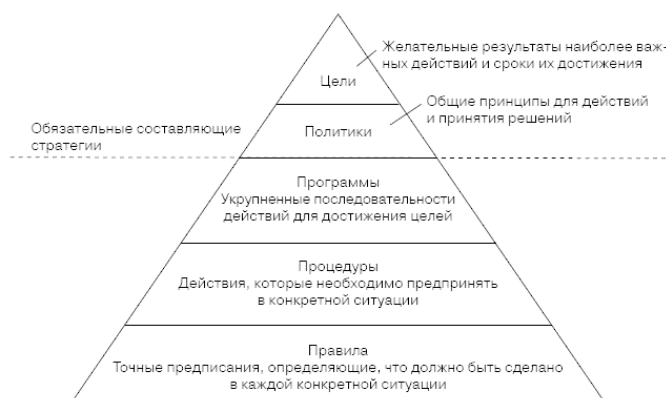 Желательные результаты наиболее важ-
ных действий и сроки их достижения
Цели
Общие принципы для действий
и принятия решений
Политики
Обязательные составляющие
стратегии
Программы
Укрупненные последовательности
действий для достижения целей
Процедуры
Действия, которые необходимо предпринять
в конкретной ситуации
Правила
Точные предписания, определяющие, что должно быть сделано
в каждой конкретной ситуации